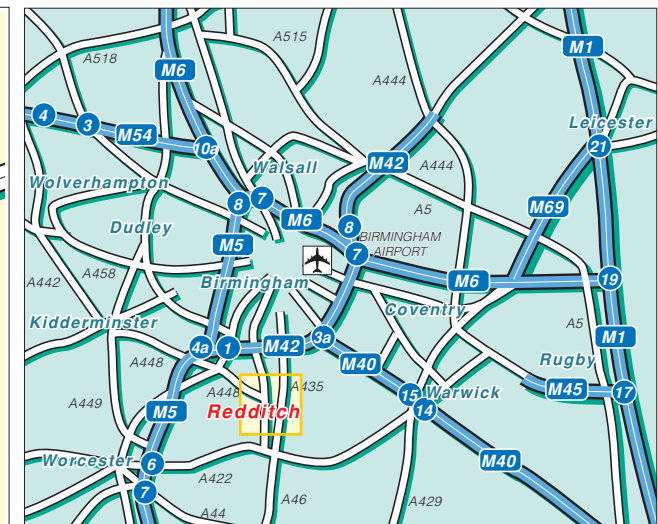 A515
M1
A518
M6
A444
4
3
M54
Leicester
21
10a
M42
Walsall
A444
Wolverhampton
7
8
M69
A5
Dudley
M6
8
M5
BIRMINGHAM
AIRPORT
7
A442
A458
Birmingham
M6
19
Coventry
Kidderminster
A5
3a
4a
1
M42
M1
A448
M40
Rugby
A448
A435
M45
17
15
Warwick
A449
M5
Redditch
14
Worcester
6
M40
A422
7
A46
A429
A44